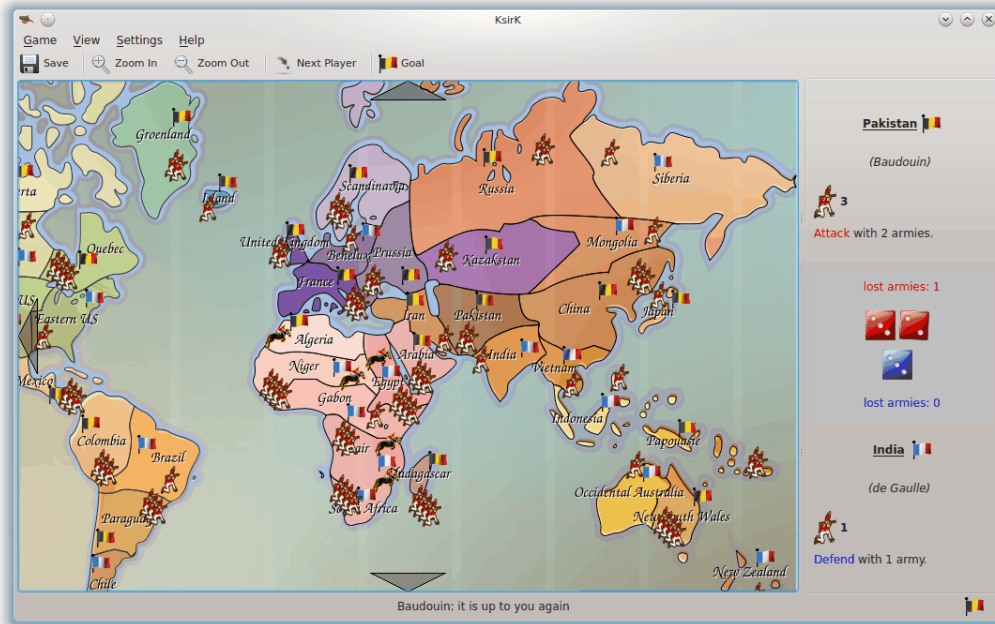 KsirK
Game View Settings Help
Save Zoom In Zoom Out Next Player Goal
Groenland
Island
Scandinavia
Russia
Siberia
Quebec
United Kingdom
Benelux
Prussia
Kazakstan
Mongolia
France
Eastern US
Iran
Pakistan
China
Japan
Algeria
Arabia
India
Vietnam
Niger
Egypt
Mexico
Gabon
Indonesia
Colombia
Brazil
Papouasie
Madagascar
Occidental Australia
New South Wales
Paraguay
South Africa
Chile
New Zealand
Pakistan
(Baudouin)
3
Attack with 2 armies.
lost armies: 1
lost armies: 0
India
(de Gaulle)
1
Defend with 1 army.
Baudouin: it is up to you again